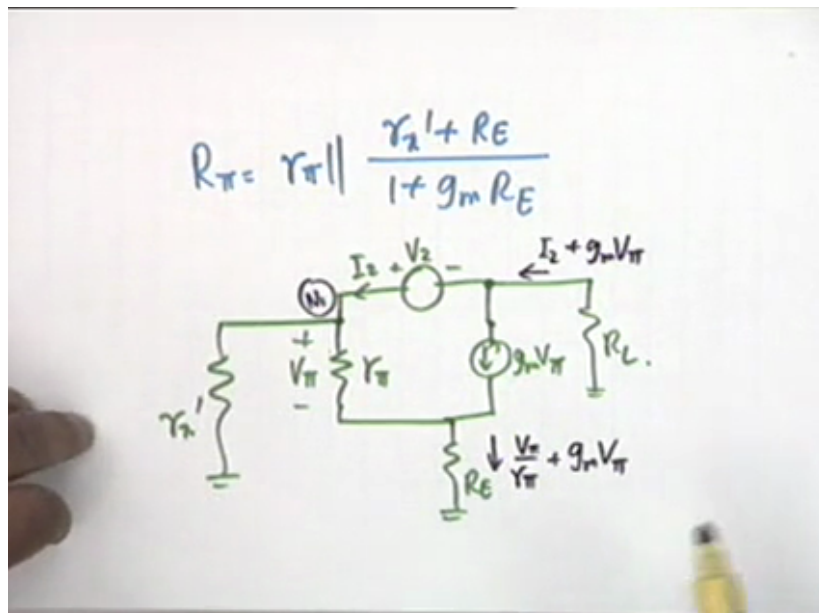 Rπ = rπ || (rx' + RE) / (1 + gm RE)
I2 + V2 -
I2 + gmVπ
N1
+ Vπ -
rπ
gmVπ
RL.
rx'
RE
Vπ/rπ + gmVπ